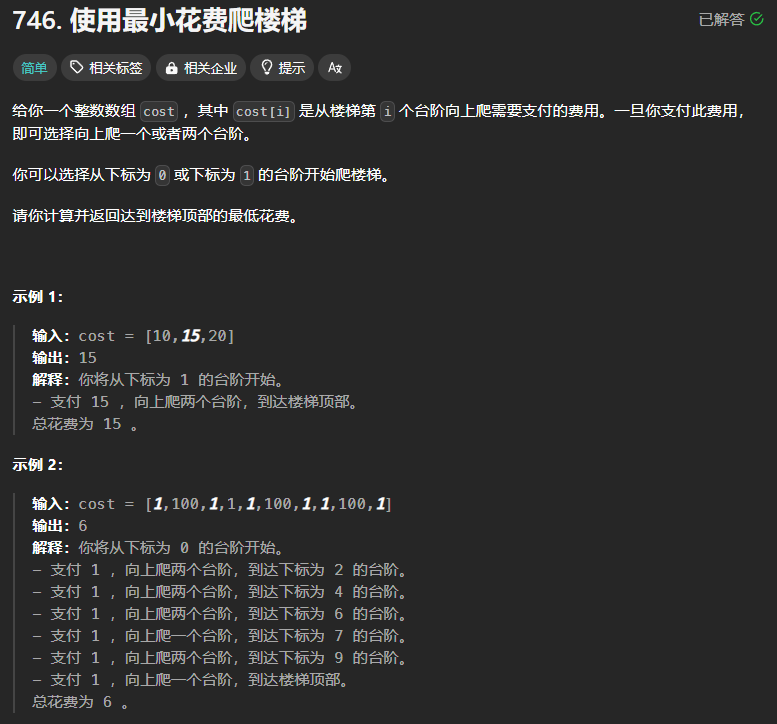 746. 使用最小花费爬楼梯
已解答
简单 相关标签 相关企业 提示 Aあ
给你一个整数数组 cost ，其中 cost[i] 是从楼梯第 i 个台阶向上爬需要支付的费用。一旦你支付此费用，
即可选择向上爬一个或者两个台阶。
你可以选择从下标为 0 或下标为 1 的台阶开始爬楼梯。
请你计算并返回达到楼梯顶部的最低花费。
示例 1：
输入：cost = [10,15,20]
输出：15
解释：你将从下标为 1 的台阶开始。
- 支付 15 ，向上爬两个台阶，到达楼梯顶部。
总花费为 15 。
示例 2：
输入：cost = [1,100,1,1,1,100,1,1,100,1]
输出：6
解释：你将从下标为 0 的台阶开始。
- 支付 1 ，向上爬两个台阶，到达下标为 2 的台阶。
- 支付 1 ，向上爬两个台阶，到达下标为 4 的台阶。
- 支付 1 ，向上爬两个台阶，到达下标为 6 的台阶。
- 支付 1 ，向上爬一个台阶，到达下标为 7 的台阶。
- 支付 1 ，向上爬两个台阶，到达下标为 9 的台阶。
- 支付 1 ，向上爬一个台阶，到达楼梯顶部。
总花费为 6 。